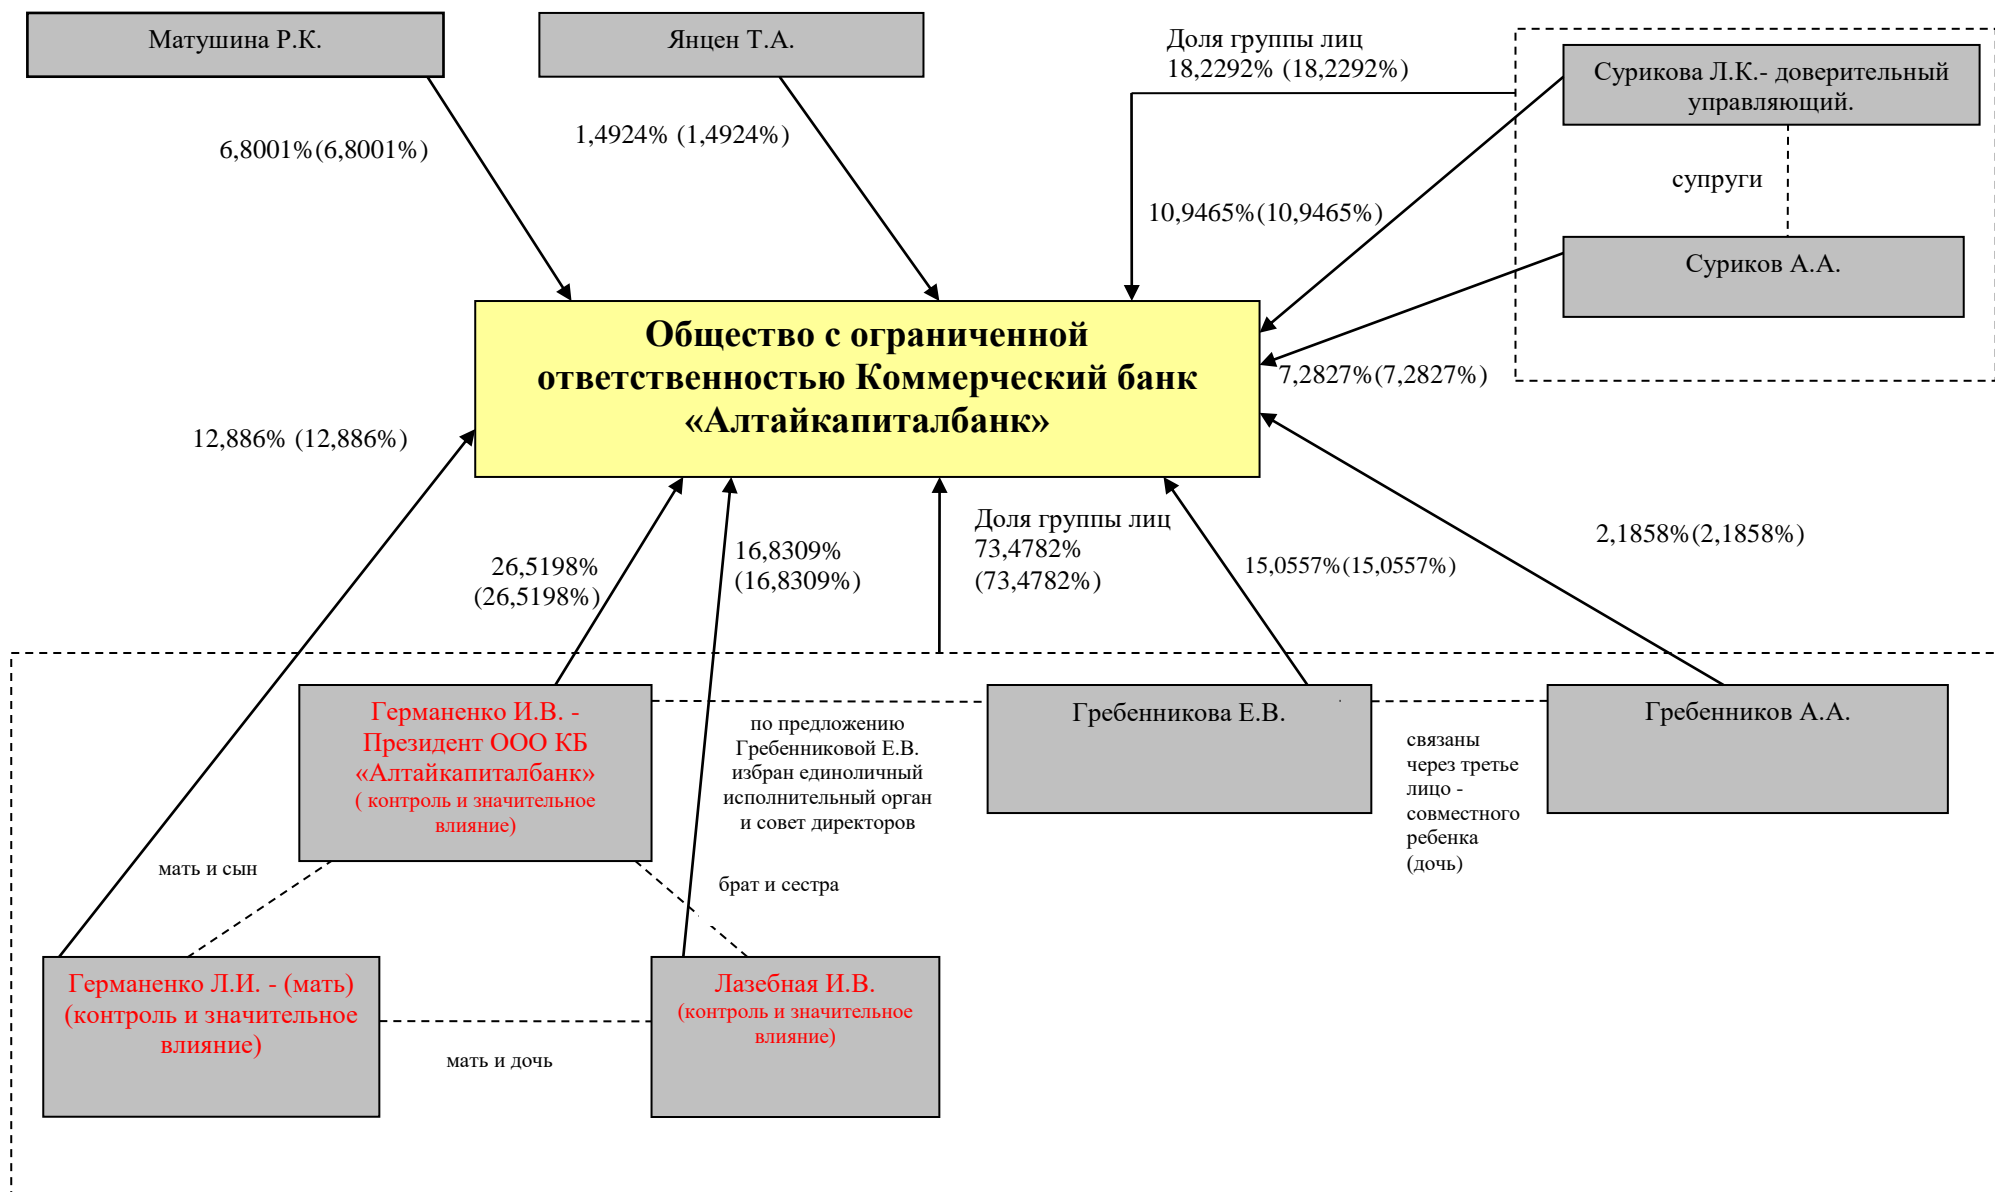 Матушина Р.К.
Янцен Т.А.
Доля группы лиц
18,2292% (18,2292%)
Сурикова Л.К.- доверительный
управляющий.
6,8001%(6,8001%)
1,4924% (1,4924%)
супруги
10,9465%(10,9465%)
Суриков А.А.
Общество с ограниченной
ответственностью Коммерческий банк
«Алтайкапиталбанк»
7,2827%(7,2827%)
12,886% (12,886%)
26,5198%
(26,5198%)
16,8309%
(16,8309%)
Доля группы лиц
73,4782%
(73,4782%)
15,0557%(15,0557%)
2,1858%(2,1858%)
Германенко И.В. -
Президент ООО КБ
«Алтайкапиталбанк»
( контроль и значительное
влияние)
по предложению
Гребенниковой Е.В.
избран единоличный
исполнительный орган
и совет директоров
Гребенникова Е.В.
связаны
через третье
лицо -
совместного
ребенка
(дочь)
Гребенников А.А.
мать и сын
брат и сестра
Германенко Л.И. - (мать)
(контроль и значительное
влияние)
мать и дочь
Лазебная И.В.
(контроль и значительное
влияние)